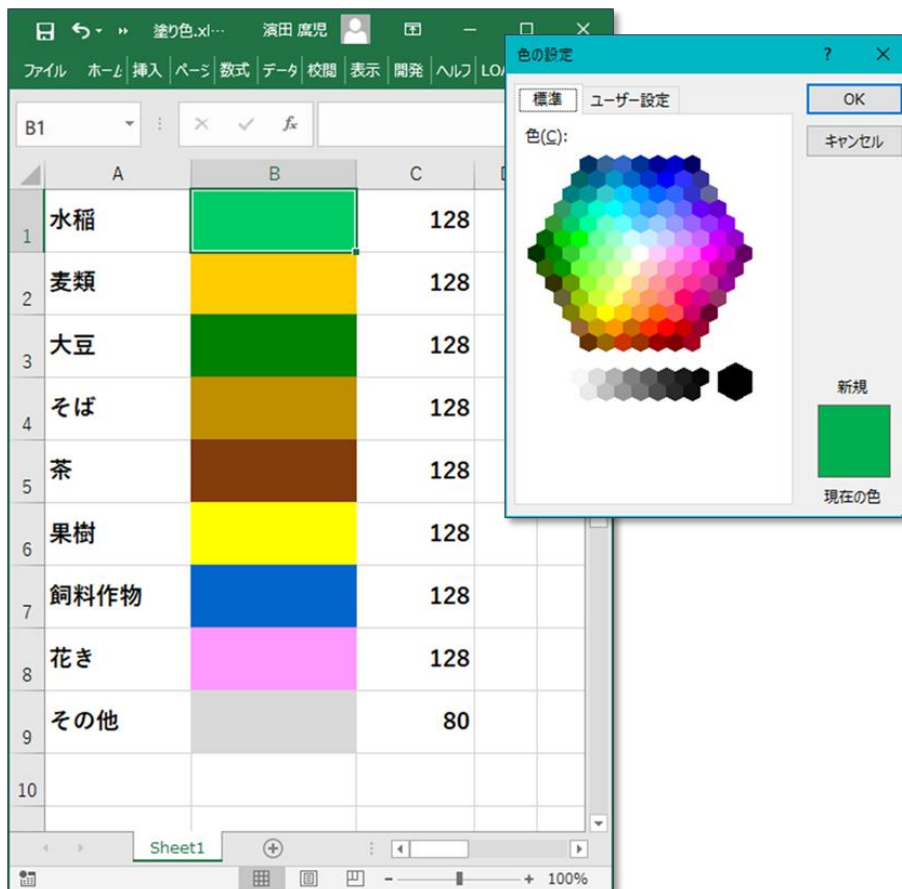 塗り色.xl… 濱田 廣児
ファイル ホーム 挿入 ページ 数式 データ 校閲 表示 開発 ヘルプ
B1 fx
A B C
1 水稲 128
2 麦類 128
3 大豆 128
4 そば 128
5 茶 128
6 果樹 128
7 飼料作物 128
8 花き 128
9 その他 80
10
Sheet1
100%
色の設定 ? ×
標準 ユーザー設定
OK
キャンセル
色(C):
新規
現在の色